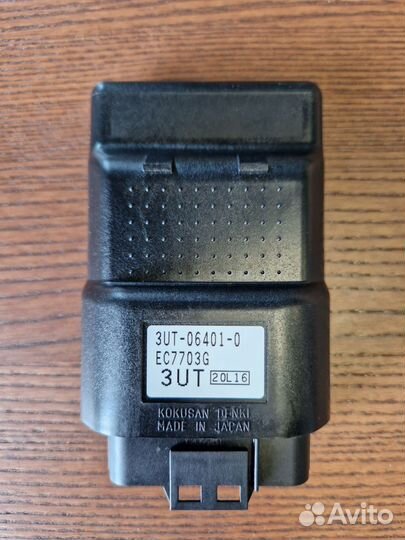 3UT-06401-0
EC7703G
3UT 20L16
KOKUSAN DENKI
MADE IN JAPAN
Avito